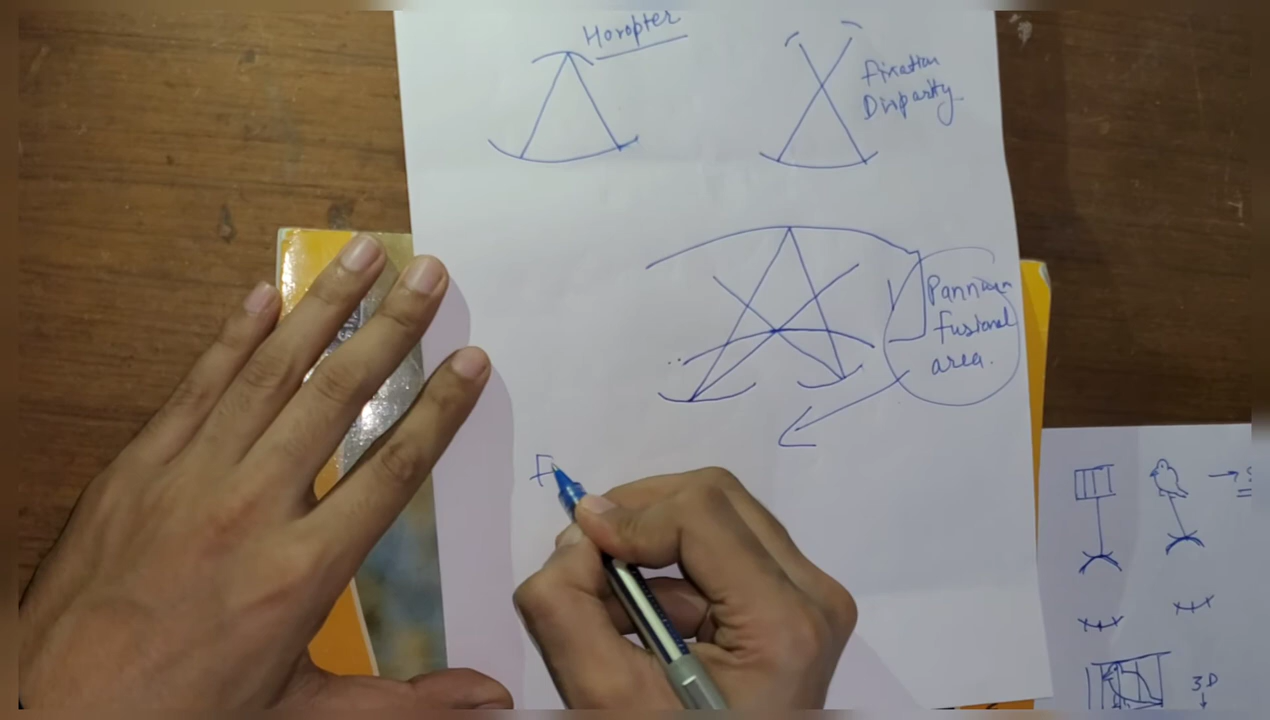 Horopter
fixation
Disparity
Pannum
fusional
area.
F
3D